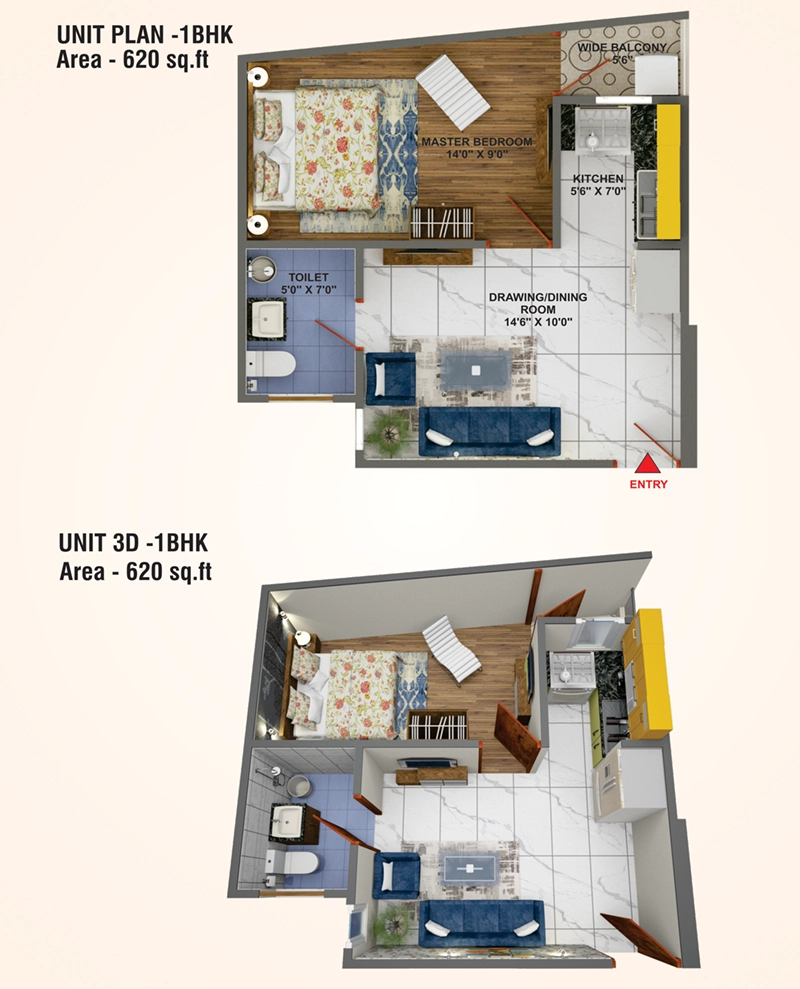 UNIT PLAN -1BHK
Area - 620 sq.ft
WIDE BALCONY
5'6"
MASTER BEDROOM
14'0" X 9'0"
KITCHEN
5'6" X 7'0"
TOILET
5'0" X 7'0"
DRAWING/DINING
ROOM
14'6" X 10'0"
ENTRY
UNIT 3D -1BHK
Area - 620 sq.ft